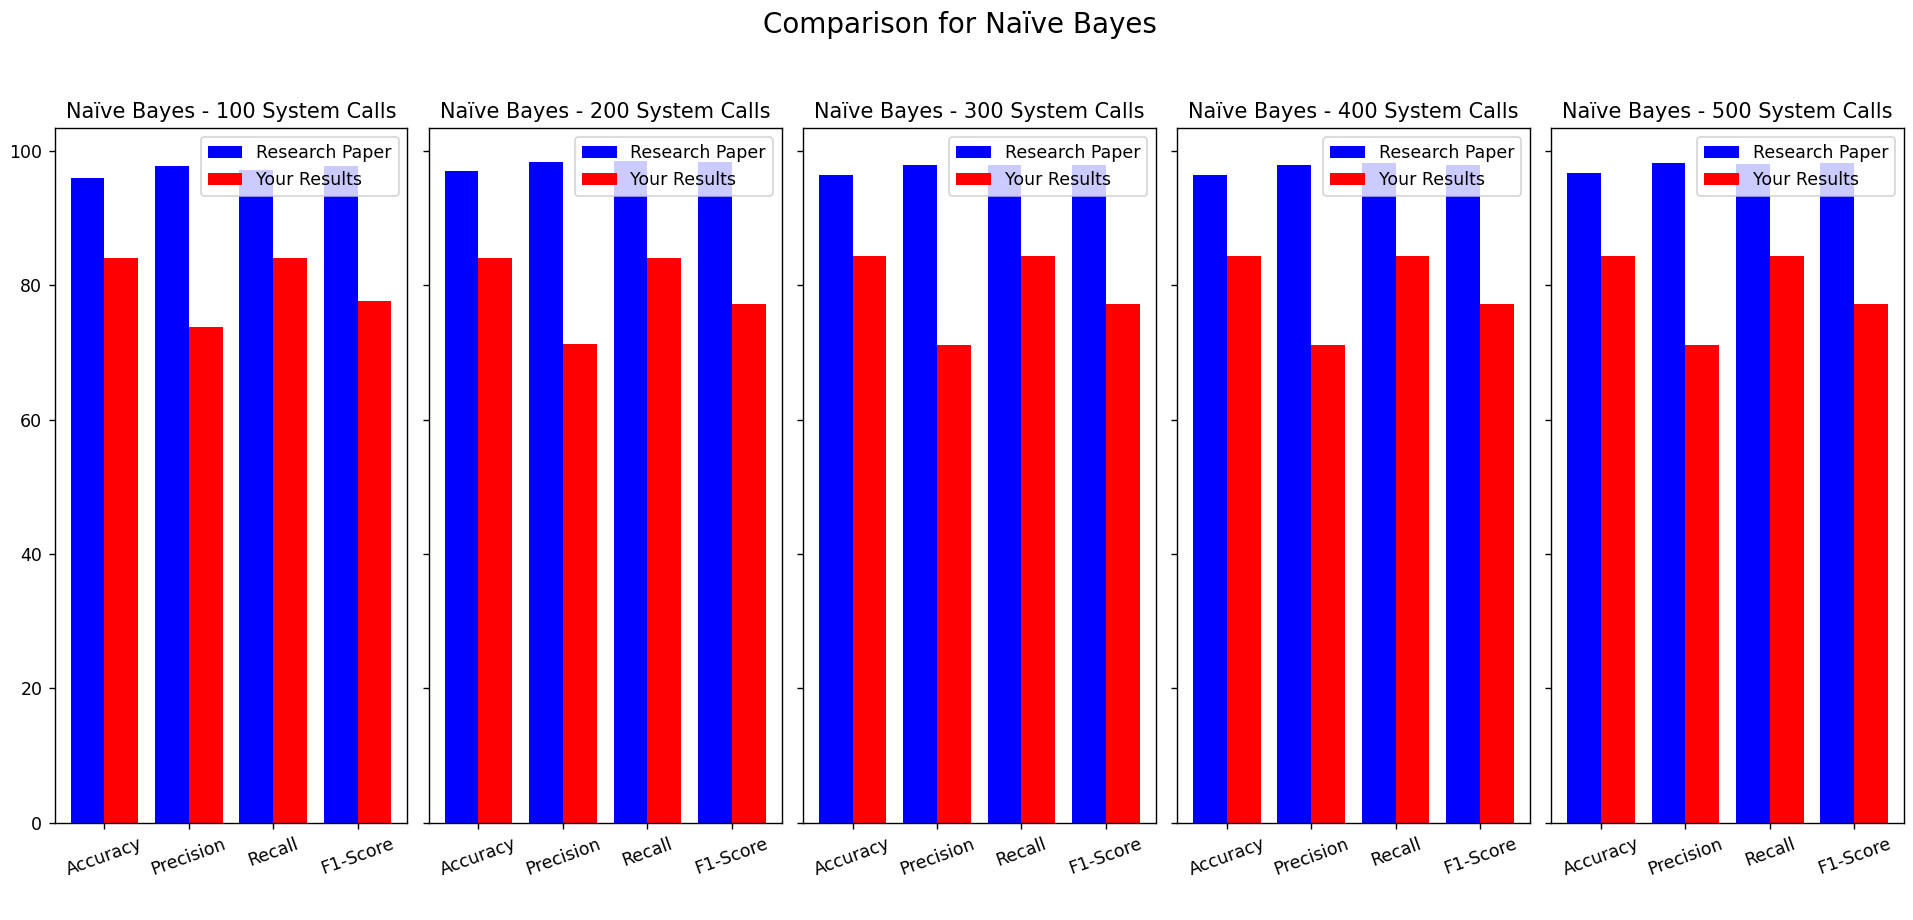 Comparison for Naïve Bayes
Naïve Bayes - 100 System Calls
Research Paper
Your Results
100
80
60
40
20
0
Accuracy
Precision
Recall
F1-Score
Naïve Bayes - 200 System Calls
Research Paper
Your Results
Accuracy
Precision
Recall
F1-Score
Naïve Bayes - 300 System Calls
Research Paper
Your Results
Accuracy
Precision
Recall
F1-Score
Naïve Bayes - 400 System Calls
Research Paper
Your Results
Accuracy
Precision
Recall
F1-Score
Naïve Bayes - 500 System Calls
Research Paper
Your Results
Accuracy
Precision
Recall
F1-Score